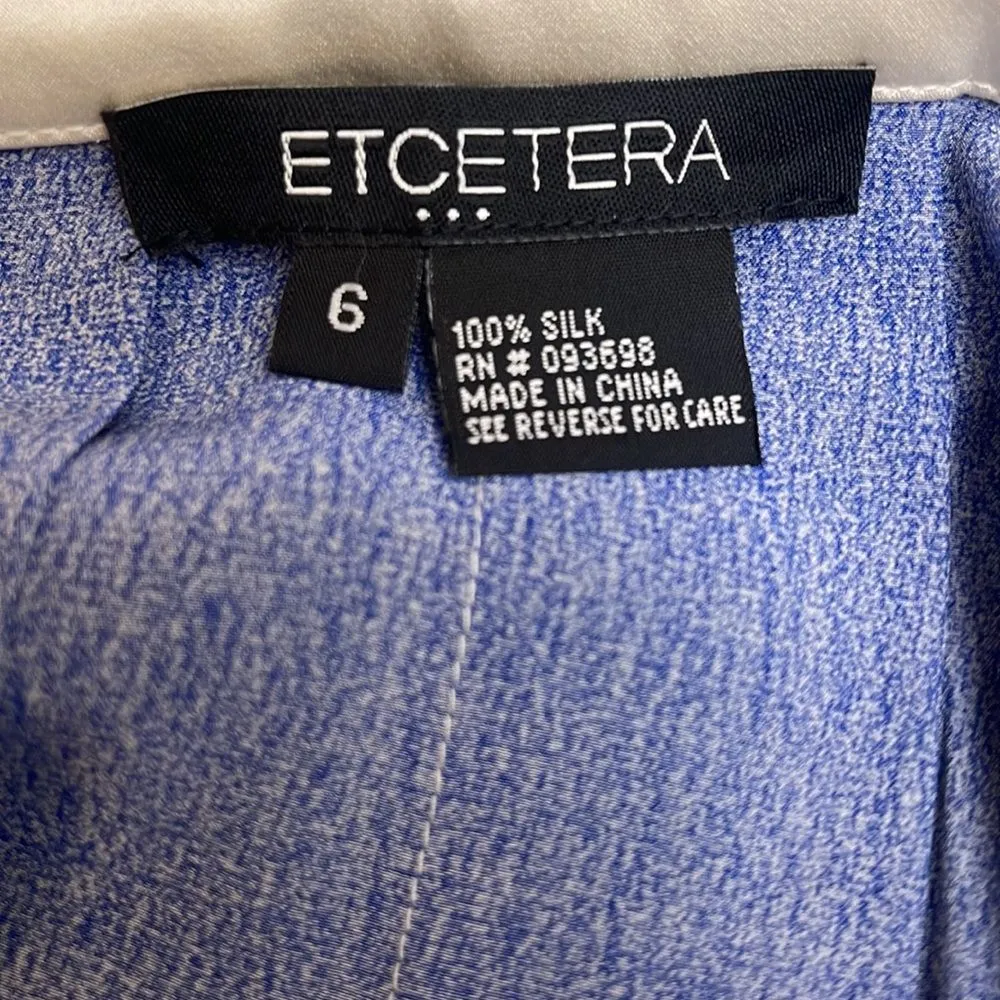 ETCETERA
...
6
100% SILK
RN # 093698
MADE IN CHINA
SEE REVERSE FOR CARE